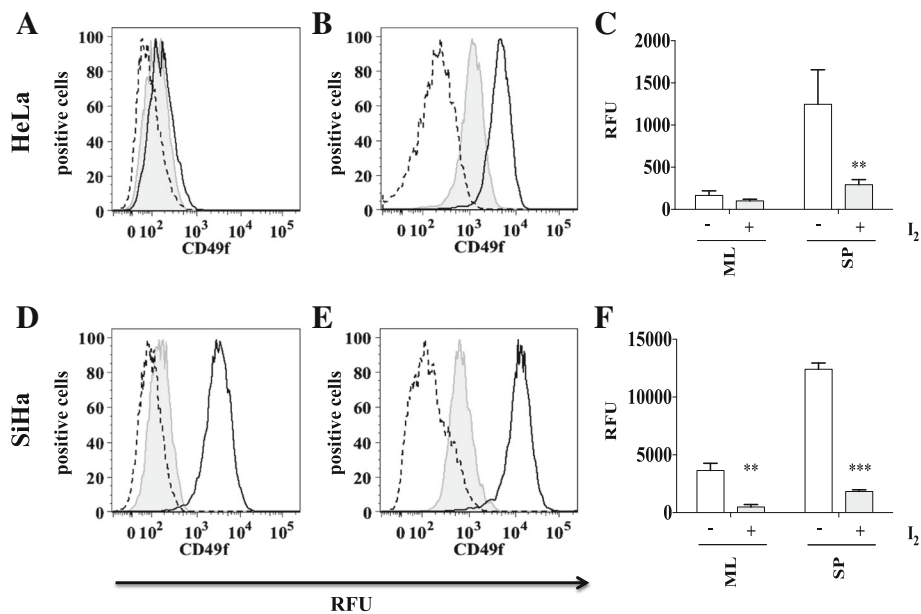 A
B
C
HeLa
positive cells
100
80
60
40
20
0
0 10² 10³ 10⁴ 10⁵
CD49f
positive cells
100
80
60
40
20
0
0 10² 10³ 10⁴ 10⁵
CD49f
RFU
2000
1500
1000
500
0
- + - + I₂
ML SP
D
E
F
SiHa
positive cells
100
80
60
40
20
0
0 10² 10³ 10⁴ 10⁵
CD49f
positive cells
100
80
60
40
20
0
0 10² 10³ 10⁴ 10⁵
CD49f
RFU
15000
10000
5000
0
- + - + I₂
ML SP
**
**
***
RFU